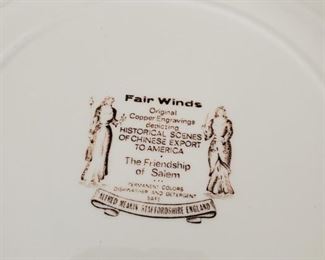 Fair Winds
Original
Copper Engravings
depicting
HISTORICAL SCENES
OF CHINESE EXPORT
TO AMERICA
The Friendship
of Salem
PERMANENT COLORS
DISHWASHER AND DETERGENT
SAFE
ALFRED MEAKIN STAFFORDSHIRE ENGLAND